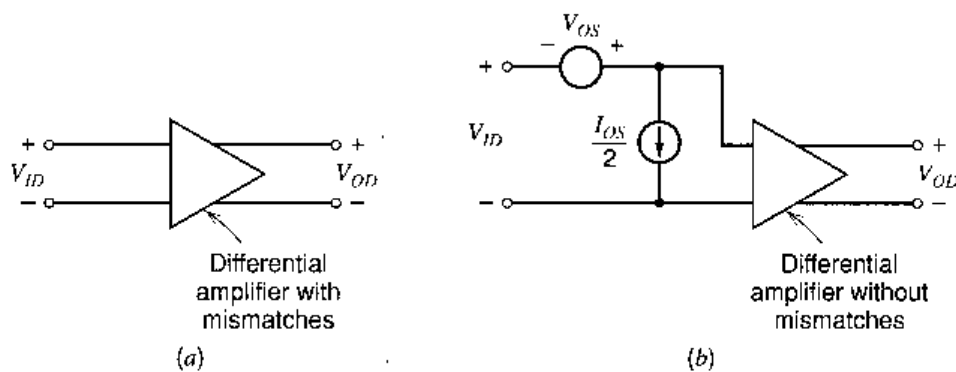 +
V_ID
−
+
V_OD
−
Differential
amplifier with
mismatches
(a)
V_OS
− +
+
V_ID
−
I_OS
2
+
V_OD
−
Differential
amplifier without
mismatches
(b)